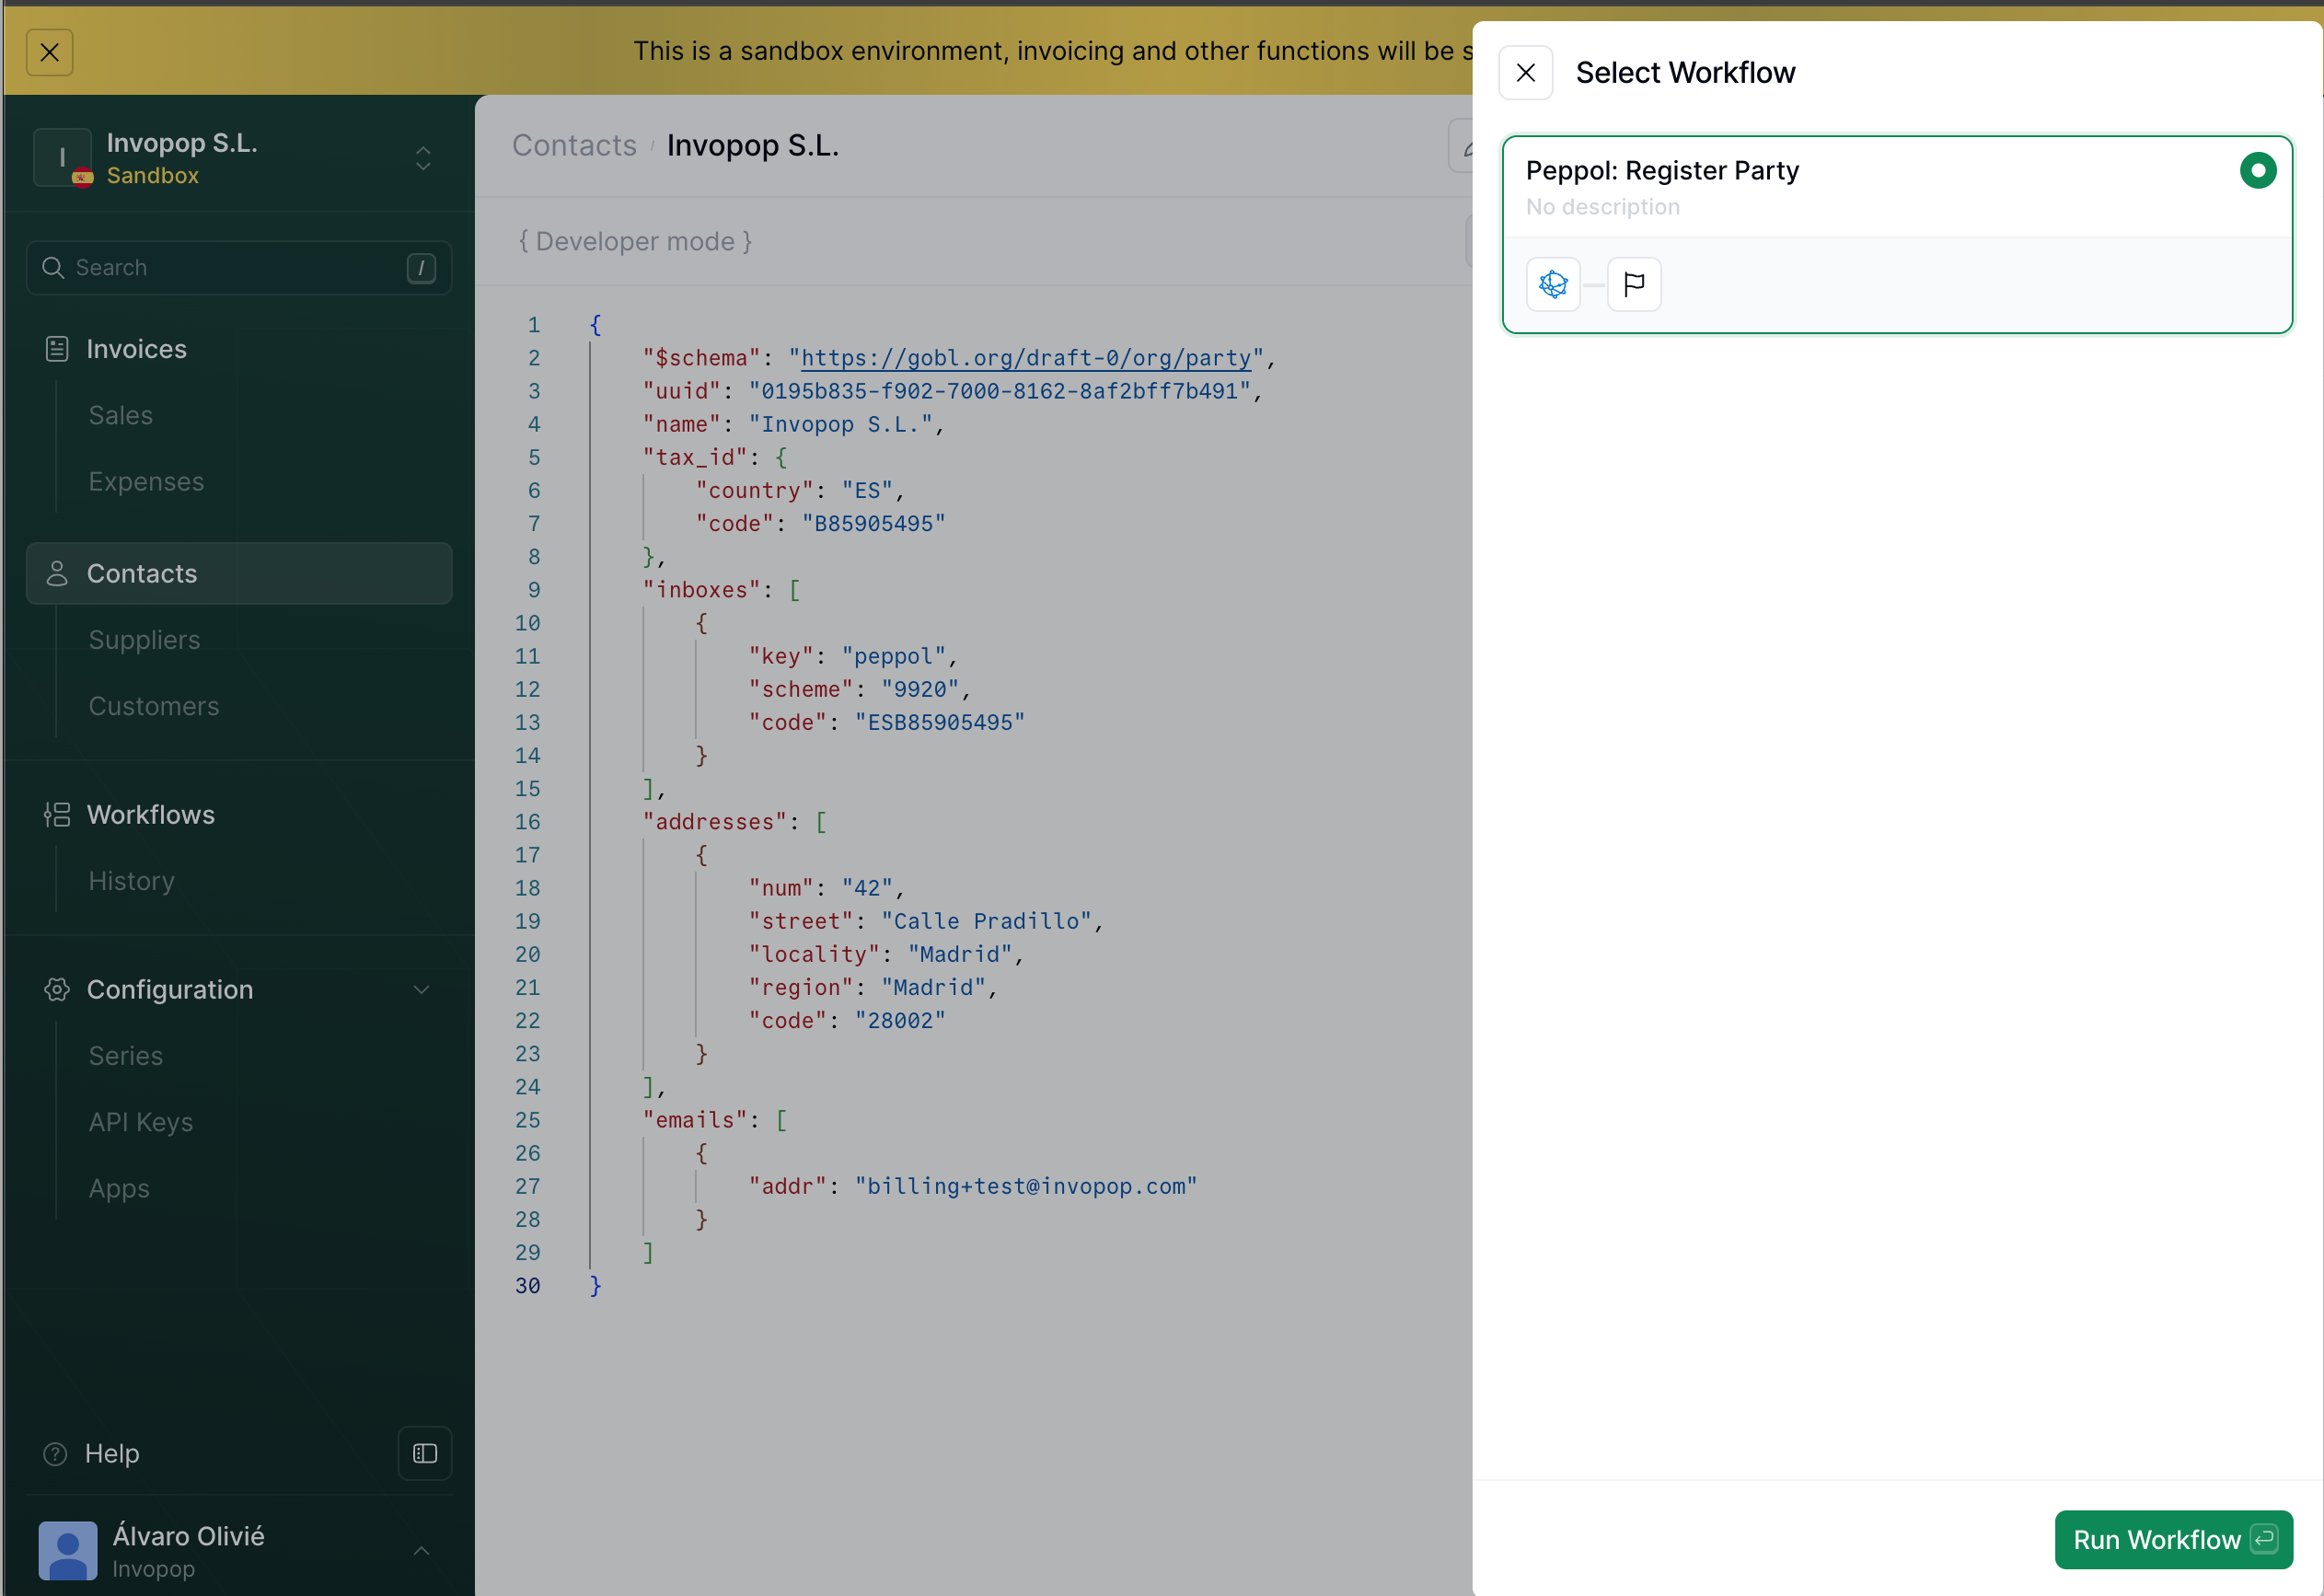 This is a sandbox environment, invoicing and other functions will be s
I
Invopop S.L.
Sandbox
Search
/
Invoices
Sales
Expenses
Contacts
Suppliers
Customers
Workflows
History
Configuration
Series
API Keys
Apps
Help
Álvaro Olivié
Invopop
Contacts / Invopop S.L.
{ Developer mode }
1 {
2 "$schema": "https://gobl.org/draft-0/org/party",
3 "uuid": "0195b835-f902-7000-8162-8af2bff7b491",
4 "name": "Invopop S.L.",
5 "tax_id": {
6 "country": "ES",
7 "code": "B85905495"
8 },
9 "inboxes": [
10 {
11 "key": "peppol",
12 "scheme": "9920",
13 "code": "ESB85905495"
14 }
15 ],
16 "addresses": [
17 {
18 "num": "42",
19 "street": "Calle Pradillo",
20 "locality": "Madrid",
21 "region": "Madrid",
22 "code": "28002"
23 }
24 ],
25 "emails": [
26 {
27 "addr": "billing+test@invopop.com"
28 }
29 ]
30 }
Select Workflow
Peppol: Register Party
No description
Run Workflow